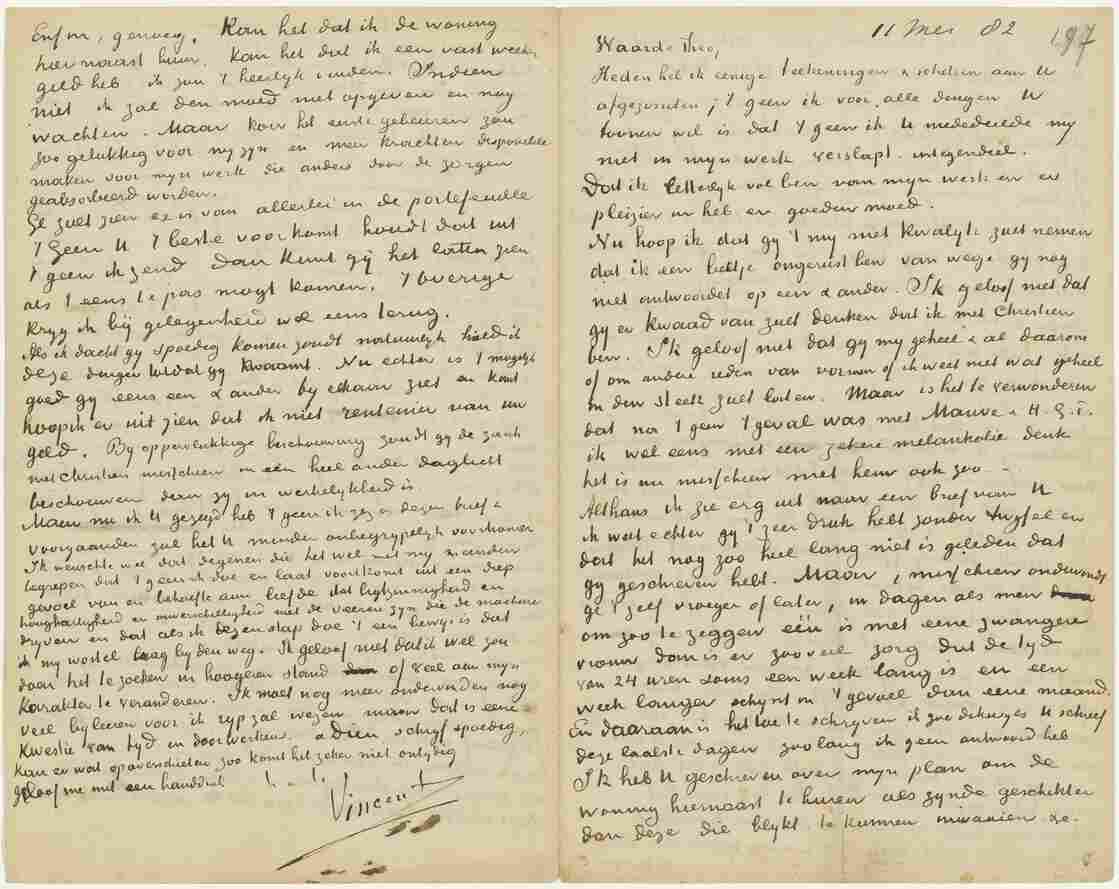 11 Mei 82
197
Waarde Theo,
Heden heb ik eenige teekeningen & schetsen aan U
afgezonden; 't geen ik voor alle dingen U
toonen wil is dat 't geen ik U mededeelde my
niet in myn werk verslapt. integendeel.
Dat ik letterlyk vol ben van myn werk en er
pleizier in heb en goeden moed.
Nu hoop ik dat gy 't my niet kwalyk zult nemen
dat ik een beetje ongerust ben van wege gy nog
niet antwoordet op een & ander. Ik geloof niet dat
gy er kwaad van zult denken dat ik met Christien
ben. Ik geloof niet dat gy my geheel & al daarom
of om andere reden van vormen of ik weet niet wat geheel
in den steek zult laten. Maar is het te verwonderen
dat na 't geen 't geval was met Mauve & H.G.T.
ik wel eens met een zekere melankolie denk
het is nu misschien met hem ook zoo –
Althans ik zie erg uit naar een brief van U
ik weet echter gy 't zeer druk hebt zonder twyfel en
dat het nog zoo heel lang niet is geleden dat
gy geschreven hebt. Maar, misschien ondervindt
ge 't zelf vroeger of later, in dagen als men
om zoo te zeggen eén is met eene zwangere
vrouw dan is er zooveel zorg dat de tyd
van 24 uren soms een week lang is en een
week langer schynt in 't gevoel dan eene maand.
En daaraan is het toe te schryven ik zoo dikwyls U schreef
deze laatste dagen zoolang ik geen antwoord heb
Ik heb U geschreven over myn plan om de
woning hiernaast te huren als zynde geschikter
dan deze die blykt te kunnen inwaaien &c.
Enfin, genoeg. Kan het dat ik de woning
hiernaast huur, kan het dat ik een vast week
geld heb ik zou 't heerlyk vinden. Indien
niet ik zal den moed niet opgeven en nog
wachten. Maar kon het eerste gebeuren zou
zoo gelukkig voor my zyn en meer krachten disponibel
maken voor myn werk die anders door de zorgen
geabsorbeerd worden.
Ge zult zien er is van allerlei in de portefeuille
't geen U 't beste voorkomt houdt dat uit
't geen ik zend dan kunt gij het laten zien
als 't eens te pas mogt komen. 't Overige
kryg ik bij gelegenheid wel eens terug.
Als ik dacht gy spoedig komen zoudt natuurlyk hield ik
deze dingen totdat gy kwaamt. Nu echter is 't mogelyk
goed gy eens een & ander by elkaar ziet en kunt
hoop ik er uit zien dat ik niet rentenier van uw
geld. By oppervlakkige beschouwing zoudt gy de zaak
met Christien misschien in een heel ander daglicht
beschouwen dan zy in werkelykheid is
Maar nu ik U gezegd heb 't geen ik zeg in dezen brief &
voorgaanden zal het U minder onbegrypelyk voorkomen
Ik wenschte wel dat degenen die het wel met my meenden
begrepen dat 't geen ik doe en laat voortkomt uit een diep
gevoel van en behoefte aan liefde dat ligtzinnigheid en
hooghartigheid en onverschilligheid niet de veeren zyn die de machine
dryven en dat als ik dezen stap doe 't een bewys is dat
ik my wortel laag by den weg. Ik geloof niet dat ik wel zou
doen het te zoeken in hoogeren stand of veel aan myn
karakter te veranderen. Ik moet nog meer ondervinden nog
veel byleeren voor ik ryp zal wezen maar dat is eene
kwestie van tyd en doorwerken. adieu schryf spoedig,
kan er wat op overschieten zoo komt het zeker niet ontydig
geloof me met een handdruk t. à t.
Vincent